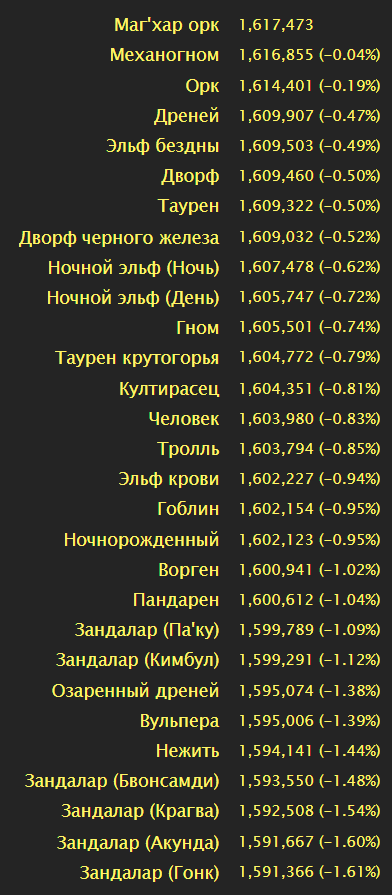 Маг'хар орк 1,617,473
Механогном 1,616,855 (-0.04%)
Орк 1,614,401 (-0.19%)
Дреней 1,609,907 (-0.47%)
Эльф бездны 1,609,503 (-0.49%)
Дворф 1,609,460 (-0.50%)
Таурен 1,609,322 (-0.50%)
Дворф черного железа 1,609,032 (-0.52%)
Ночной эльф (Ночь) 1,607,478 (-0.62%)
Ночной эльф (День) 1,605,747 (-0.72%)
Гном 1,605,501 (-0.74%)
Таурен крутогорья 1,604,772 (-0.79%)
Култирасец 1,604,351 (-0.81%)
Человек 1,603,980 (-0.83%)
Тролль 1,603,794 (-0.85%)
Эльф крови 1,602,227 (-0.94%)
Гоблин 1,602,154 (-0.95%)
Ночнорожденный 1,602,123 (-0.95%)
Ворген 1,600,941 (-1.02%)
Пандарен 1,600,612 (-1.04%)
Зандалар (Па'ку) 1,599,789 (-1.09%)
Зандалар (Кимбул) 1,599,291 (-1.12%)
Озаренный дреней 1,595,074 (-1.38%)
Вульпера 1,595,006 (-1.39%)
Нежить 1,594,141 (-1.44%)
Зандалар (Бвонсамди) 1,593,550 (-1.48%)
Зандалар (Крагва) 1,592,508 (-1.54%)
Зандалар (Акунда) 1,591,667 (-1.60%)
Зандалар (Гонк) 1,591,366 (-1.61%)